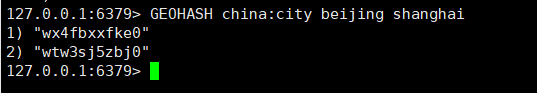 127.0.0.1:6379> GEOHASH china:city beijing shanghai
1) "wx4fbxxfke0"
2) "wtw3sj5zbj0"
127.0.0.1:6379>